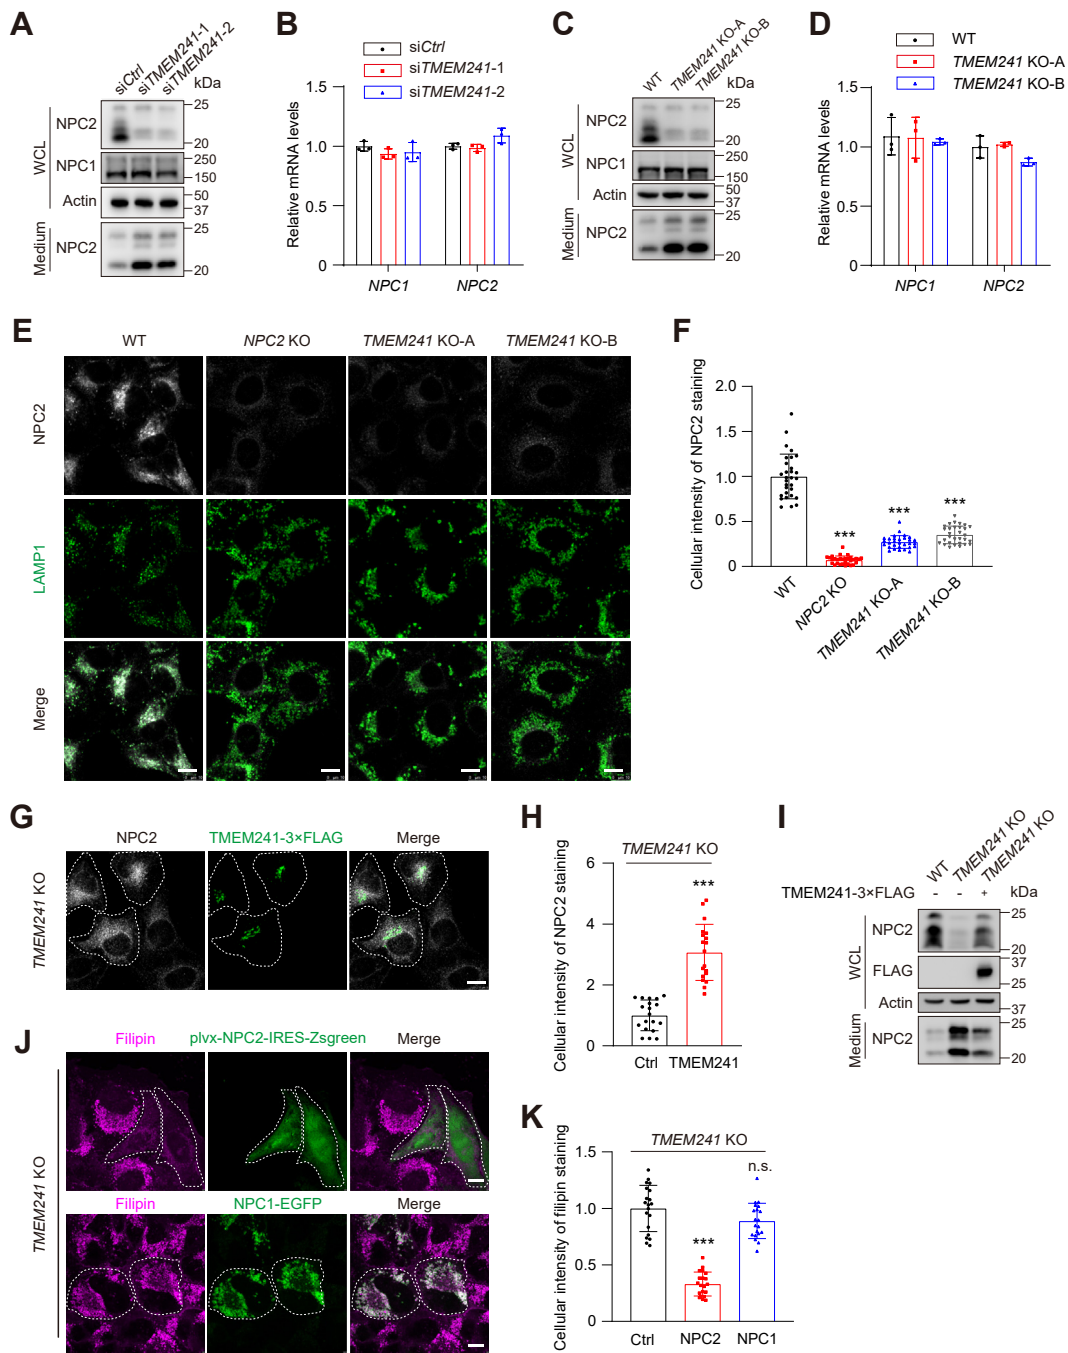 A
siCtrl
siTMEM241-1
siTMEM241-2
kDa
WCL
NPC2
25
20
NPC1
250
150
Actin
50
37
Medium
NPC2
25
20
B
siCtrl
siTMEM241-1
siTMEM241-2
Relative mRNA levels
1.5
1.0
0.5
0
NPC1
NPC2
C
WT
TMEM241 KO-A
TMEM241 KO-B
kDa
WCL
NPC2
25
20
NPC1
250
150
Actin
50
37
Medium
NPC2
25
20
D
WT
TMEM241 KO-A
TMEM241 KO-B
Relative mRNA levels
1.5
1.0
0.5
0
NPC1
NPC2
E
WT
NPC2 KO
TMEM241 KO-A
TMEM241 KO-B
NPC2
LAMP1
Merge
F
Cellular intensity of NPC2 staining
2.0
1.5
1.0
0.5
0
***
***
***
WT
NPC2 KO
TMEM241 KO-A
TMEM241 KO-B
G
NPC2
TMEM241-3×FLAG
Merge
TMEM241 KO
H
TMEM241 KO
Cellular intensity of NPC2 staining
6
4
2
0
***
Ctrl
TMEM241
I
WT
TMEM241 KO
TMEM241 KO
TMEM241-3×FLAG
-
-
+
kDa
WCL
NPC2
25
20
FLAG
37
25
Actin
37
Medium
NPC2
25
20
J
Filipin
plvx-NPC2-IRES-Zsgreen
Merge
TMEM241 KO
Filipin
NPC1-EGFP
Merge
K
TMEM241 KO
Cellular intensity of filipin staining
1.5
1.0
0.5
0
***
n.s.
Ctrl
NPC2
NPC1